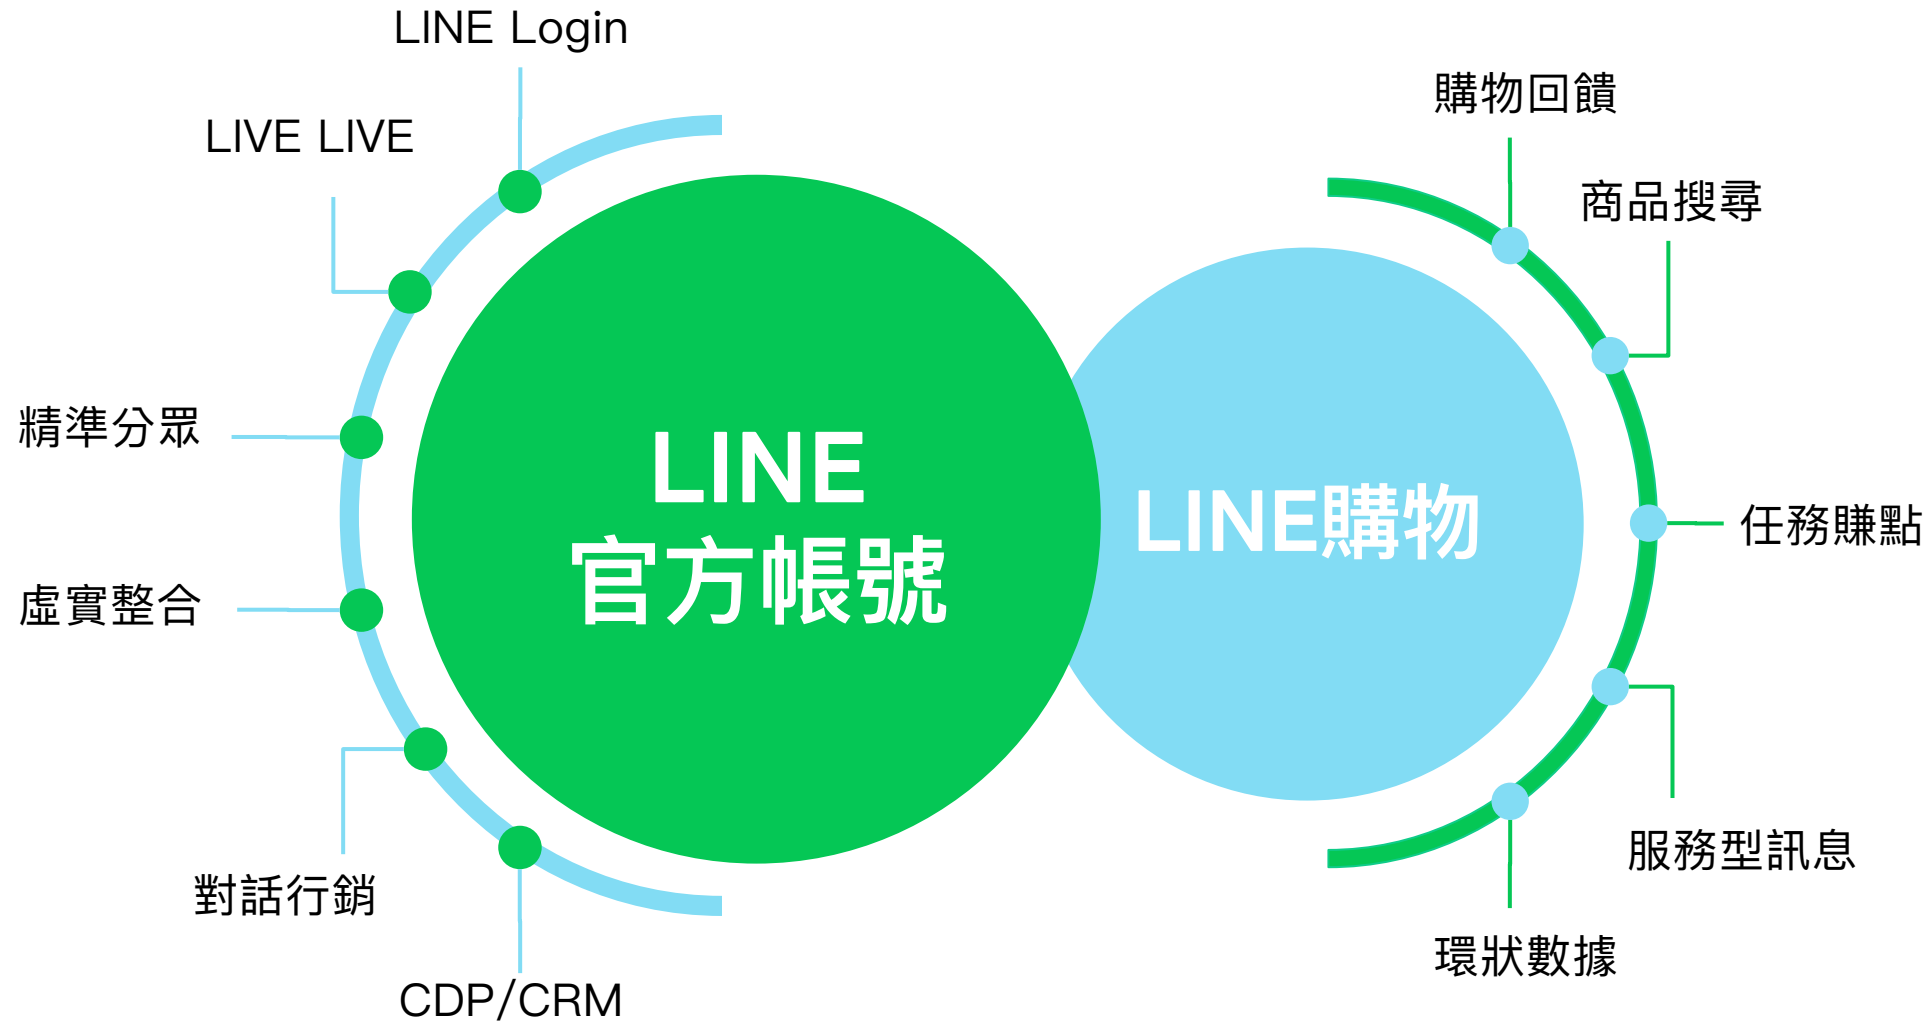 LINE Login
LIVE LIVE
精準分眾
虛實整合
對話行銷
CDP/CRM
LINE
官方帳號
LINE購物
購物回饋
商品搜尋
任務賺點
服務型訊息
環狀數據